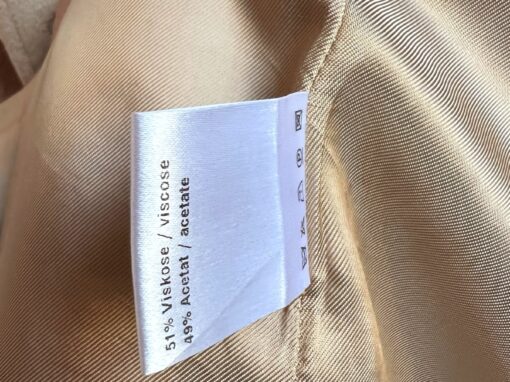 51% Viskose / viscose
49% Acetat / acetate